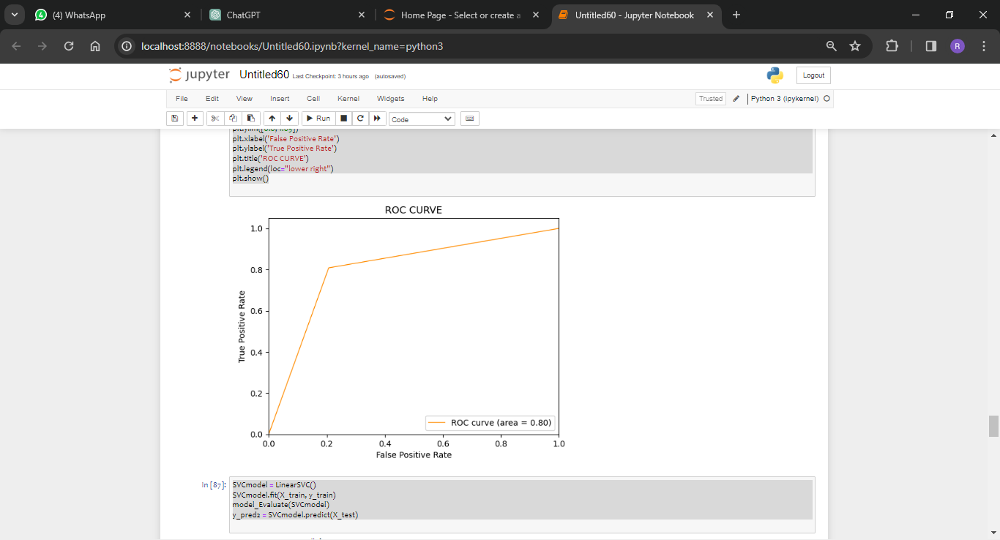 (4) WhatsApp
ChatGPT
Home Page - Select or create a
Untitled60 - Jupyter Notebook
localhost:8888/notebooks/Untitled60.ipynb?kernel_name=python3
R
jupyter Untitled60 Last Checkpoint: 3 hours ago (autosaved)
Logout
File Edit View Insert Cell Kernel Widgets Help
Trusted
Python 3 (ipykernel)
Run
Code
plt.ylim([0.0, 1.05])
plt.xlabel('False Positive Rate')
plt.ylabel('True Positive Rate')
plt.title('ROC CURVE')
plt.legend(loc="lower right")
plt.show()
ROC CURVE
1.0
0.8
0.6
0.4
0.2
0.0
True Positive Rate
ROC curve (area = 0.80)
0.0 0.2 0.4 0.6 0.8 1.0
False Positive Rate
In [87]:
SVCmodel = LinearSVC()
SVCmodel.fit(X_train, y_train)
model_Evaluate(SVCmodel)
y_pred2 = SVCmodel.predict(X_test)